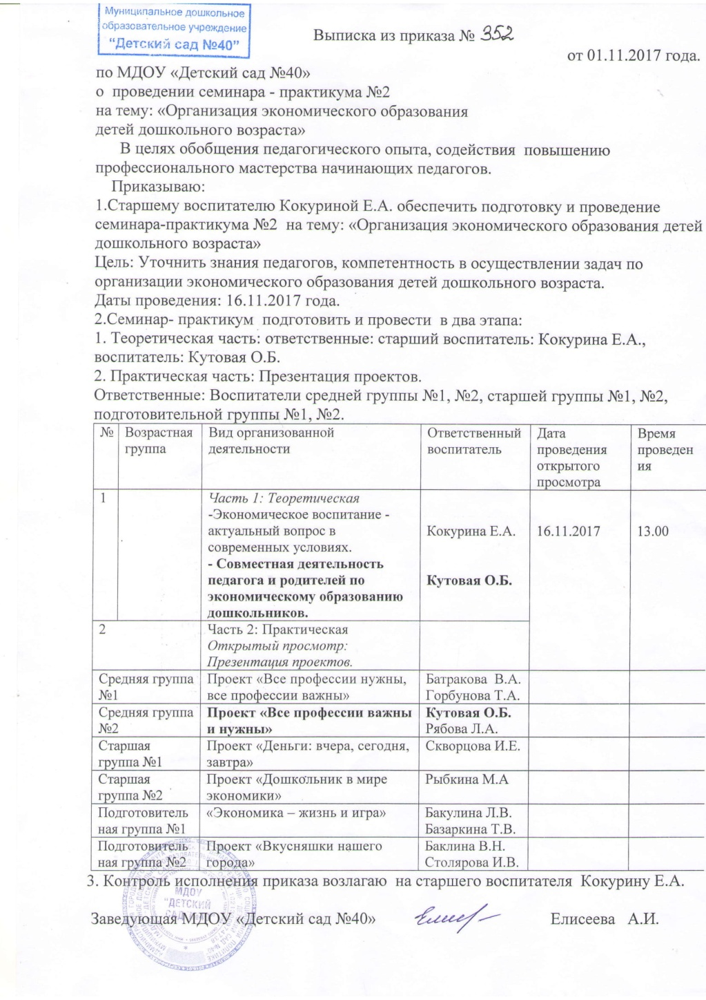 Муниципальное дошкольное
образовательное учреждение
"Детский сад №40"
Выписка из приказа № 352
от 01.11.2017 года.
по МДОУ «Детский сад №40»
о проведении семинара - практикума №2
на тему: «Организация экономического образования
детей дошкольного возраста»
В целях обобщения педагогического опыта, содействия повышению
профессионального мастерства начинающих педагогов.
Приказываю:
1.Старшему воспитателю Кокуриной Е.А. обеспечить подготовку и проведение
семинара-практикума №2 на тему: «Организация экономического образования детей
дошкольного возраста»
Цель: Уточнить знания педагогов, компетентность в осуществлении задач по
организации экономического образования детей дошкольного возраста.
Даты проведения: 16.11.2017 года.
2.Семинар- практикум подготовить и провести в два этапа:
1. Теоретическая часть: ответственные: старший воспитатель: Кокурина Е.А.,
воспитатель: Кутовая О.Б.
2. Практическая часть: Презентация проектов.
Ответственные: Воспитатели средней группы №1, №2, старшей группы №1, №2,
подготовительной группы №1, №2.
№ Возрастная Вид организованной Ответственный Дата Время
группа деятельности воспитатель проведения проведен
открытого ия
просмотра
1 Часть 1: Теоретическая
-Экономическое воспитание -
актуальный вопрос в Кокурина Е.А. 16.11.2017 13.00
современных условиях.
- Совместная деятельность
педагога и родителей по Кутовая О.Б.
экономическому образованию
дошкольников.
2 Часть 2: Практическая
Открытый просмотр:
Презентация проектов.
Средняя группа Проект «Все профессии нужны, Батракова В.А.
№1 все профессии важны» Горбунова Т.А.
Средняя группа Проект «Все профессии важны Кутовая О.Б.
№2 и нужны» Рябова Л.А.
Старшая Проект «Деньги: вчера, сегодня, Скворцова И.Е.
группа №1 завтра»
Старшая Проект «Дошкольник в мире Рыбкина М.А
группа №2 экономики»
Подготовитель «Экономика – жизнь и игра» Бакулина Л.В.
ная группа №1 Базаркина Т.В.
Подготовитель Проект «Вкусняшки нашего Баклина В.Н.
ная группа №2 города» Столярова И.В.
3. Контроль исполнения приказа возлагаю на старшего воспитателя Кокурину Е.А.
МДОУ
"ДЕТСКИЙ
САД №40"
Заведующая МДОУ «Детский сад №40» Елисеева А.И.